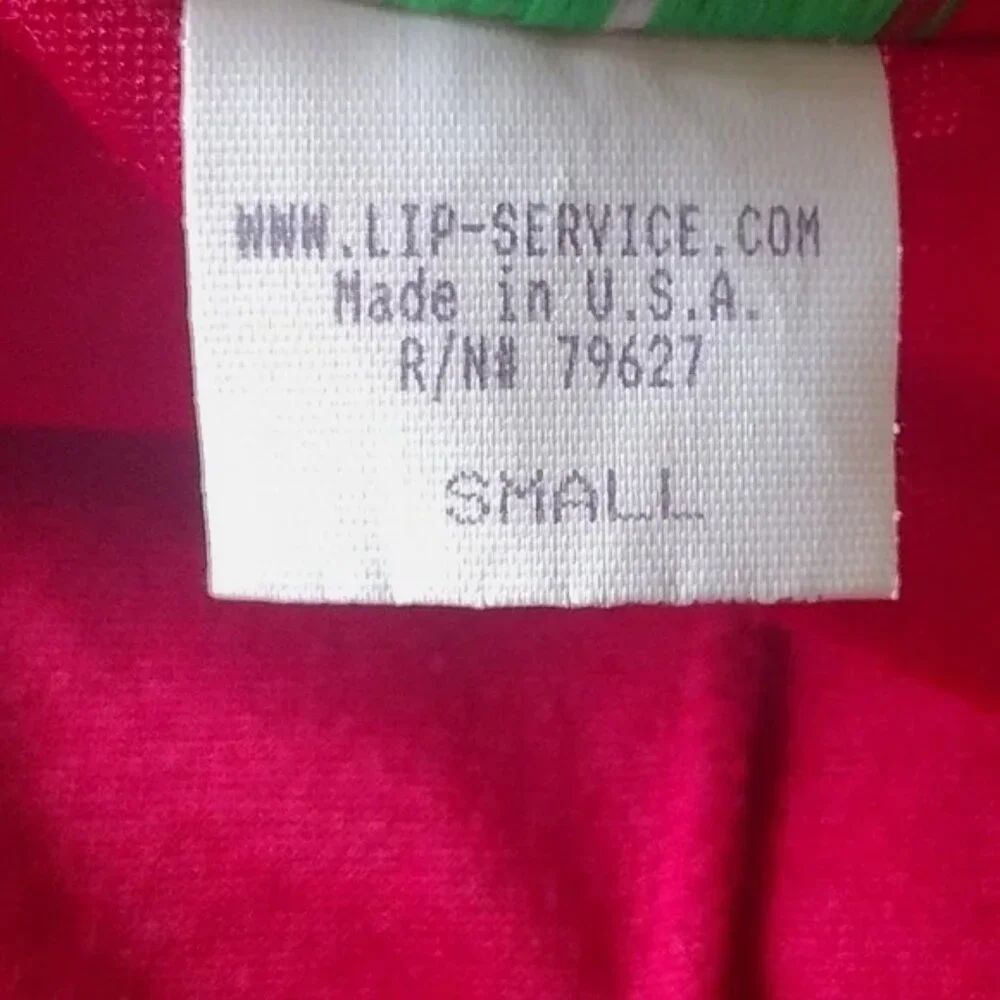 WWW.LIP-SERVICE.COM
Made in U.S.A.
R/N# 79627
SMALL